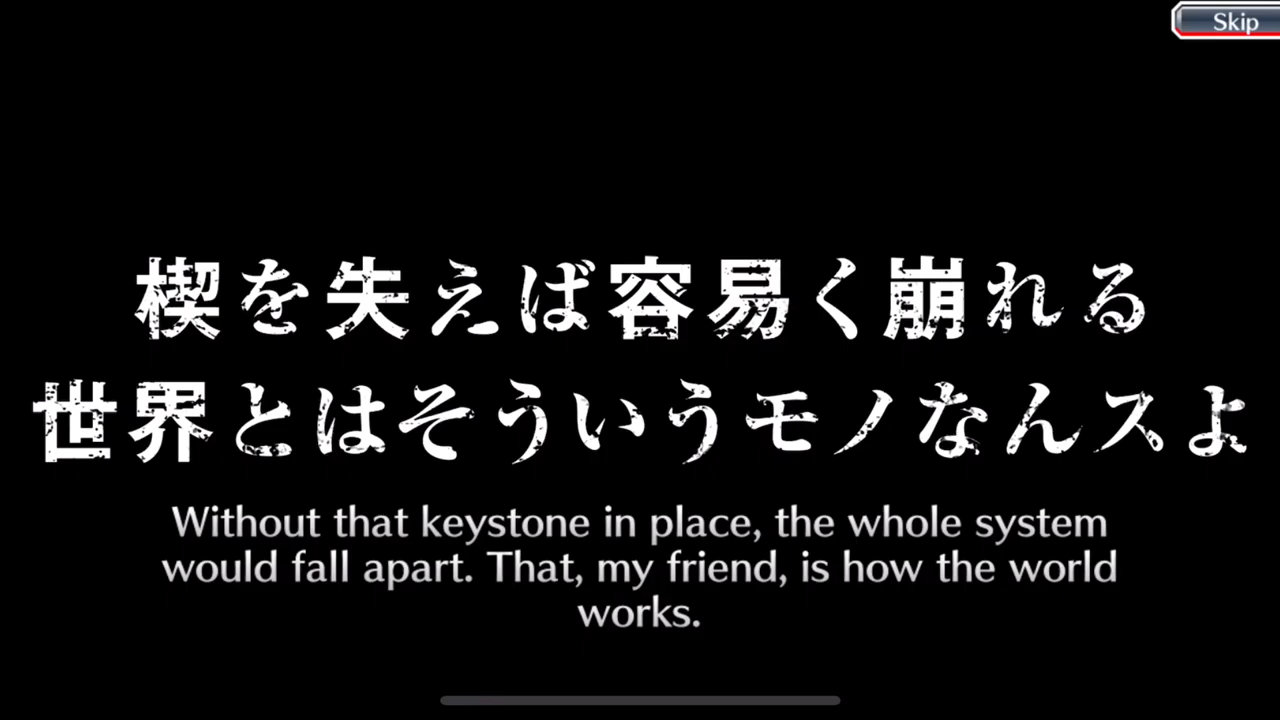 Skip
楔を失えば容易く崩れる
世界とはそういうモノなんスよ
Without that keystone in place, the whole system
would fall apart. That, my friend, is how the world
works.